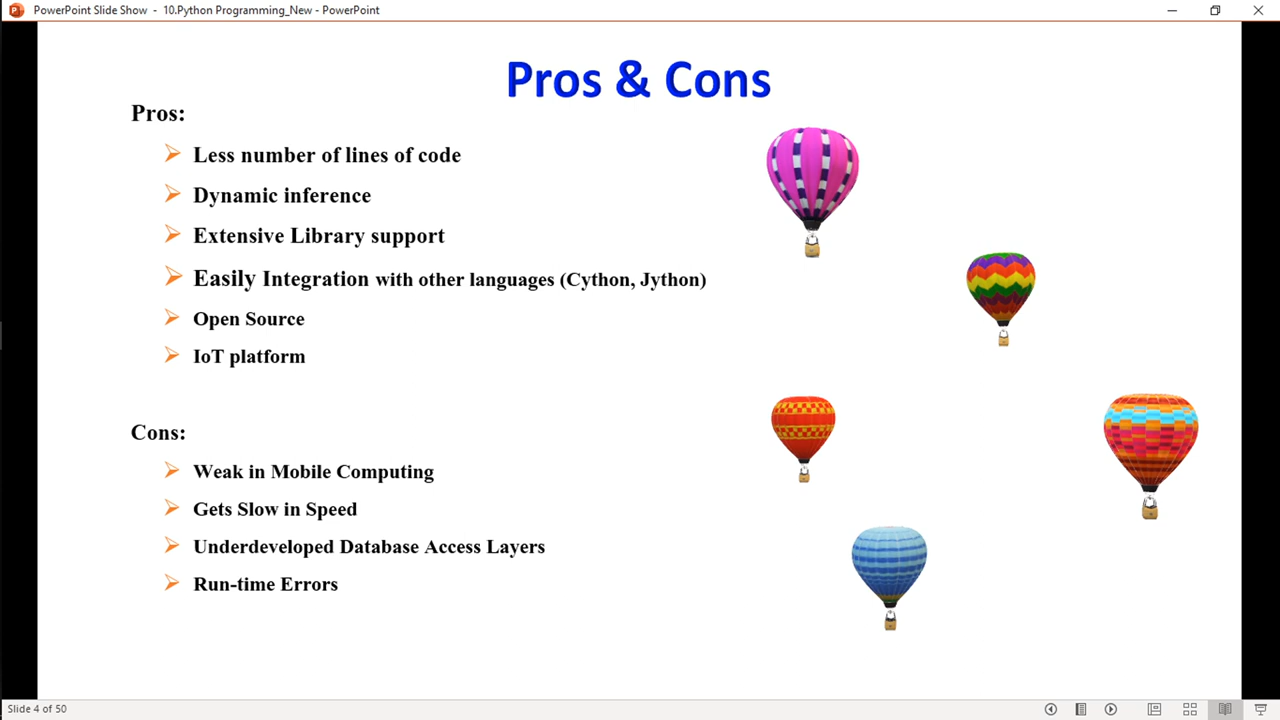 PowerPoint Slide Show - 10.Python Programming_New - PowerPoint
Pros & Cons
Pros:
Less number of lines of code
Dynamic inference
Extensive Library support
Easily Integration with other languages (Cython, Jython)
Open Source
IoT platform
Cons:
Weak in Mobile Computing
Gets Slow in Speed
Underdeveloped Database Access Layers
Run-time Errors
Slide 4 of 50